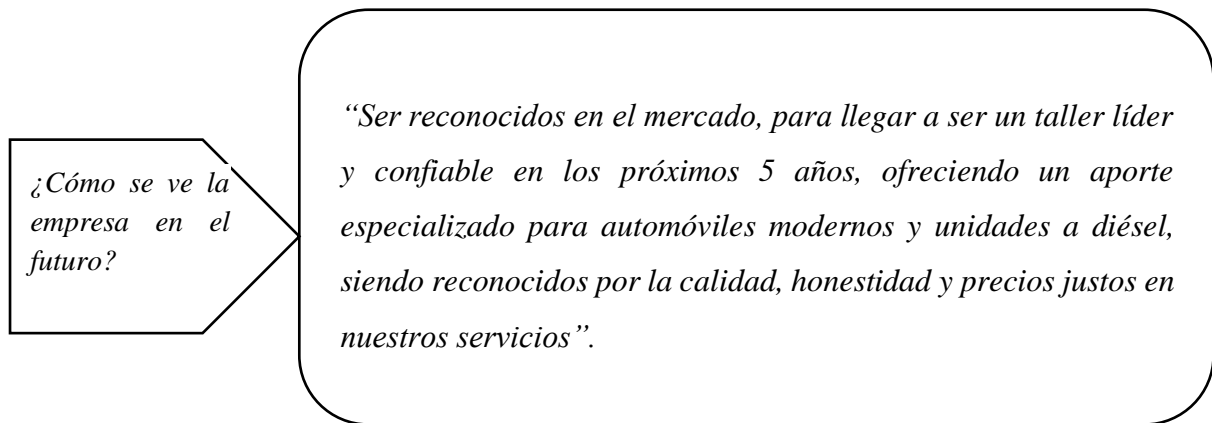 ¿Cómo se ve la
empresa en el
futuro?
“Ser reconocidos en el mercado, para llegar a ser un taller líder
y confiable en los próximos 5 años, ofreciendo un aporte
especializado para automóviles modernos y unidades a diésel,
siendo reconocidos por la calidad, honestidad y precios justos en
nuestros servicios”.